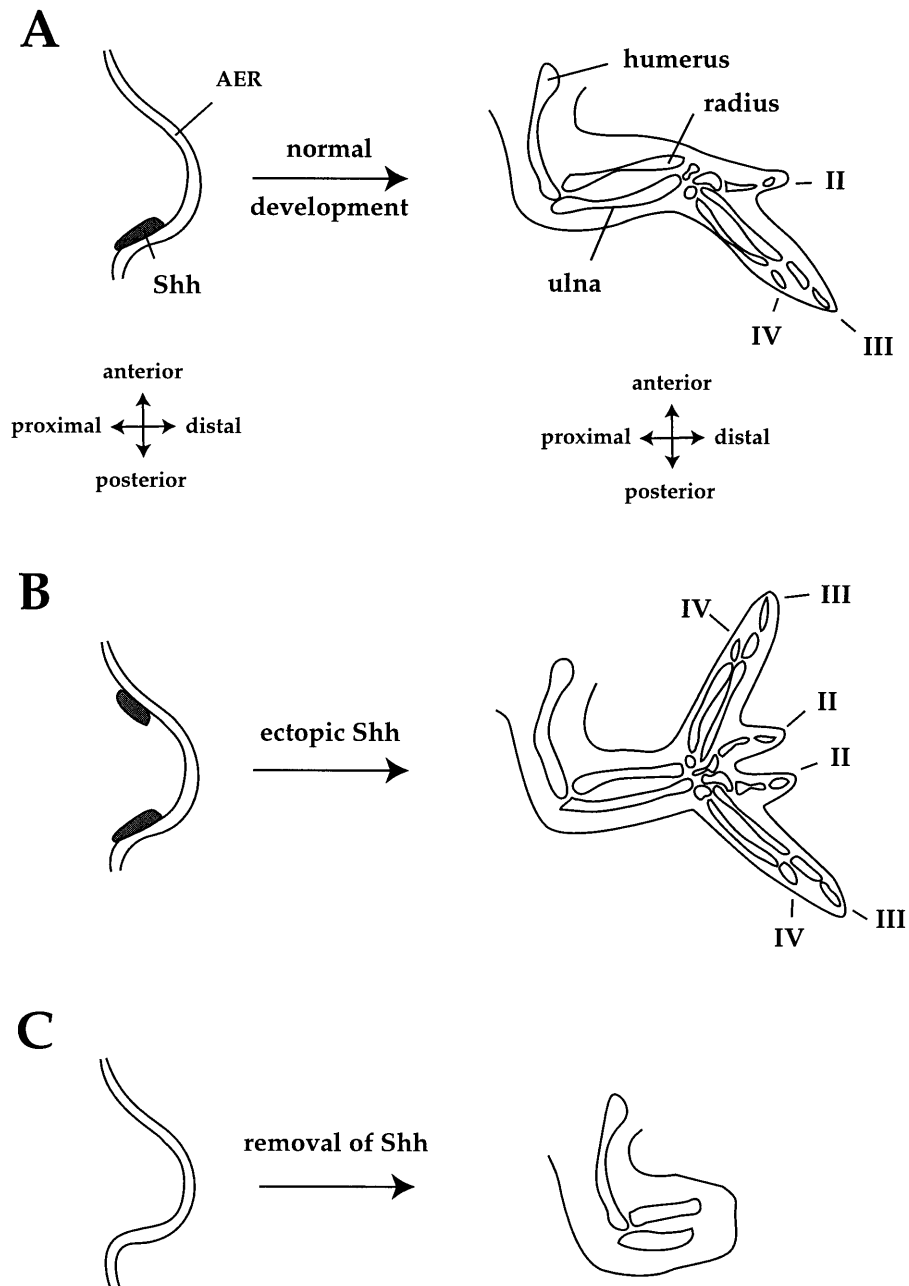 A
AER
humerus
radius
normal
development
II
Shh
ulna
IV
III
anterior
proximal distal
posterior
anterior
proximal distal
posterior
B
IV
III
II
ectopic Shh
II
III
IV
C
removal of Shh